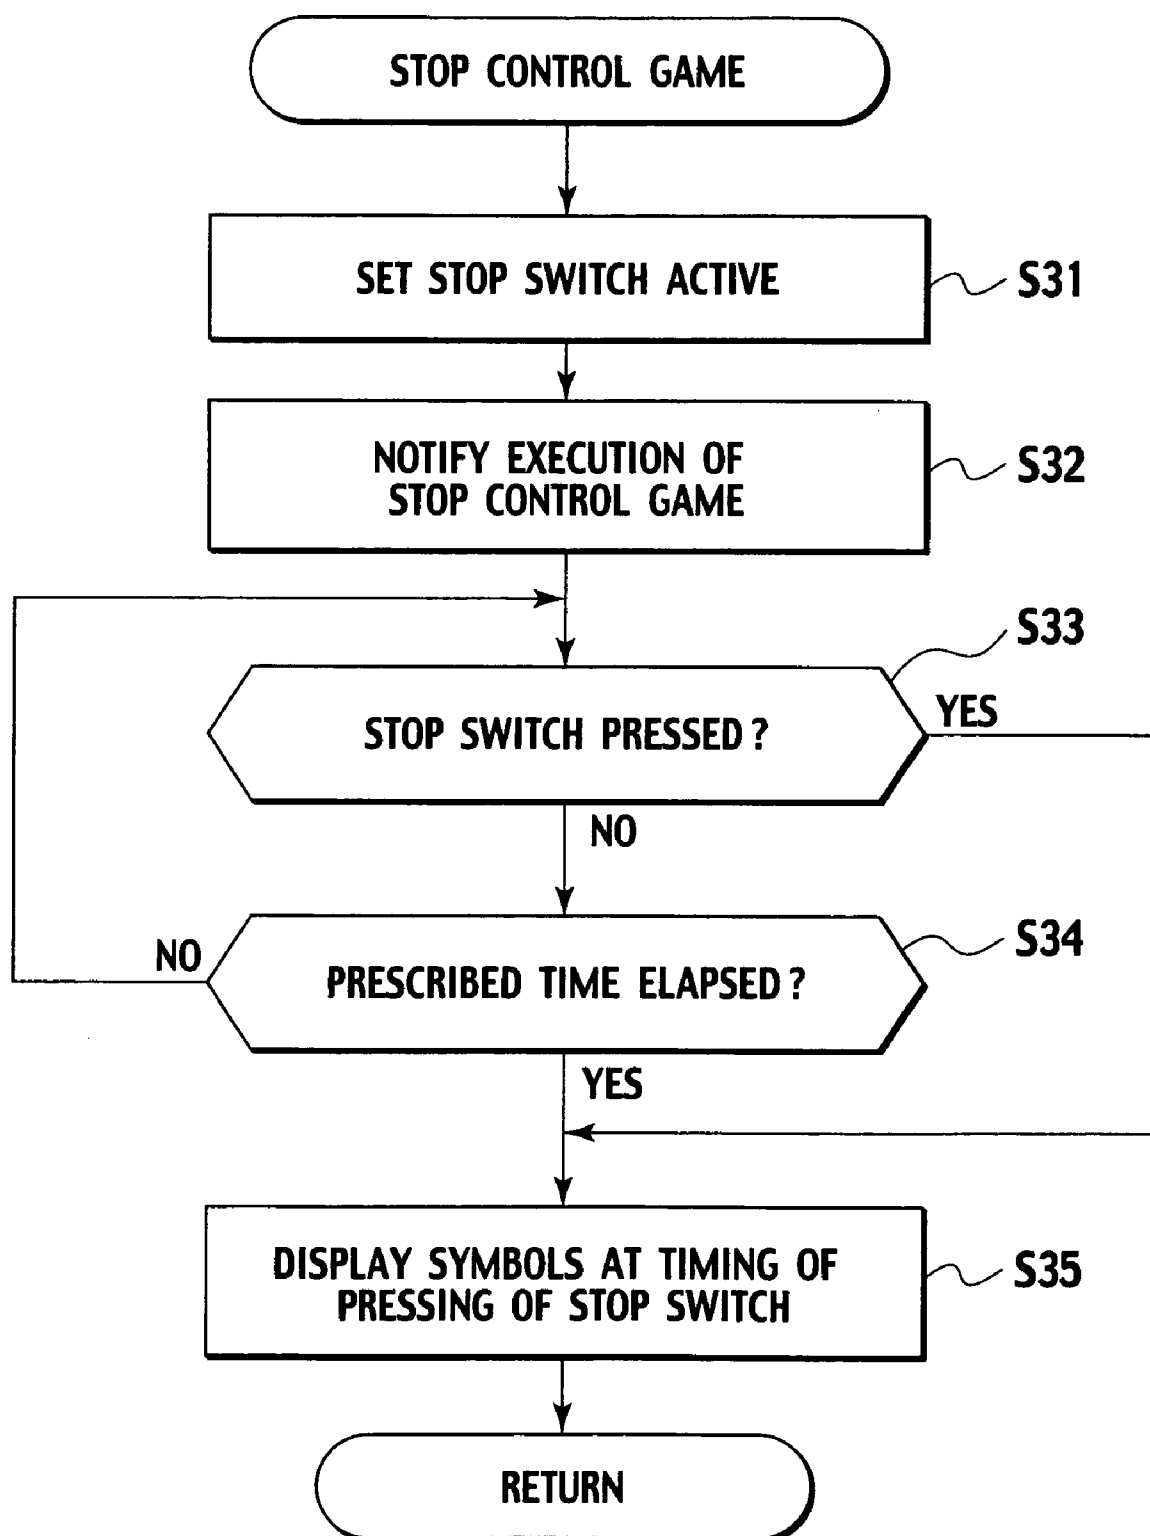 STOP CONTROL GAME
SET STOP SWITCH ACTIVE
S31
NOTIFY EXECUTION OF
STOP CONTROL GAME
S32
S33
STOP SWITCH PRESSED?
YES
NO
S34
NO
PRESCRIBED TIME ELAPSED?
YES
DISPLAY SYMBOLS AT TIMING OF
PRESSING OF STOP SWITCH
S35
RETURN